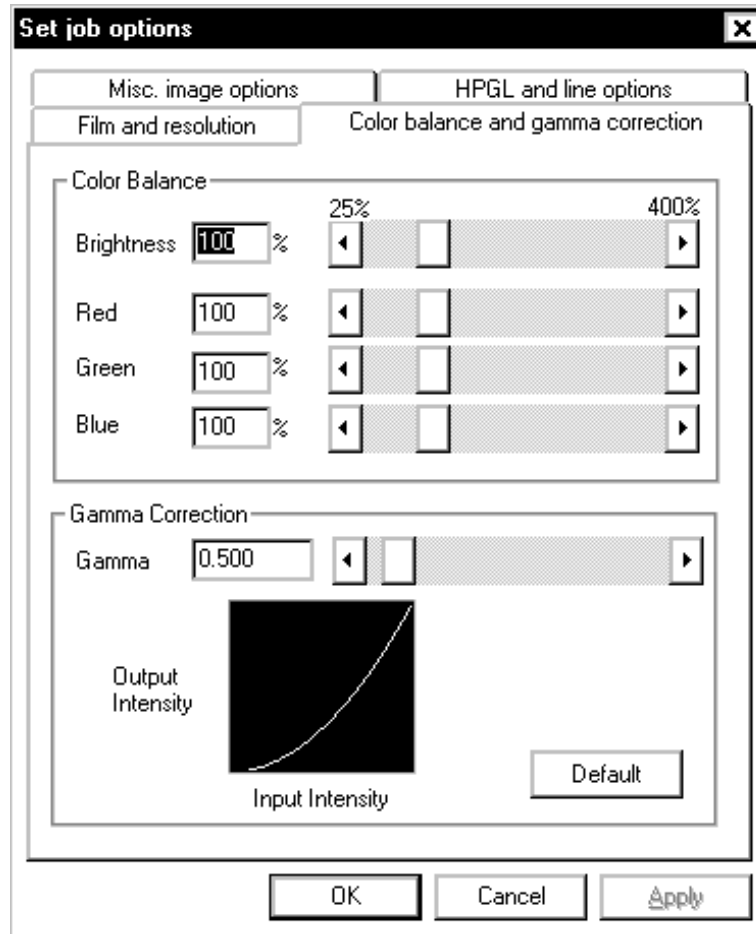 Set job options
Misc. image options
HPGL and line options
Film and resolution
Color balance and gamma correction
Color Balance
25%
400%
Brightness 100 %
Red 100 %
Green 100 %
Blue 100 %
Gamma Correction
Gamma 0.500
Output
Intensity
Input Intensity
Default
OK
Cancel
Apply